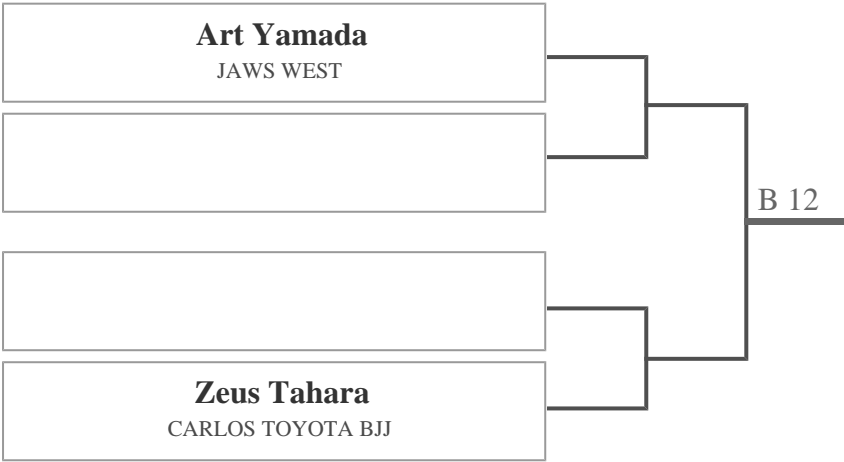 Art Yamada
JAWS WEST
B 12
Zeus Tahara
CARLOS TOYOTA BJJ